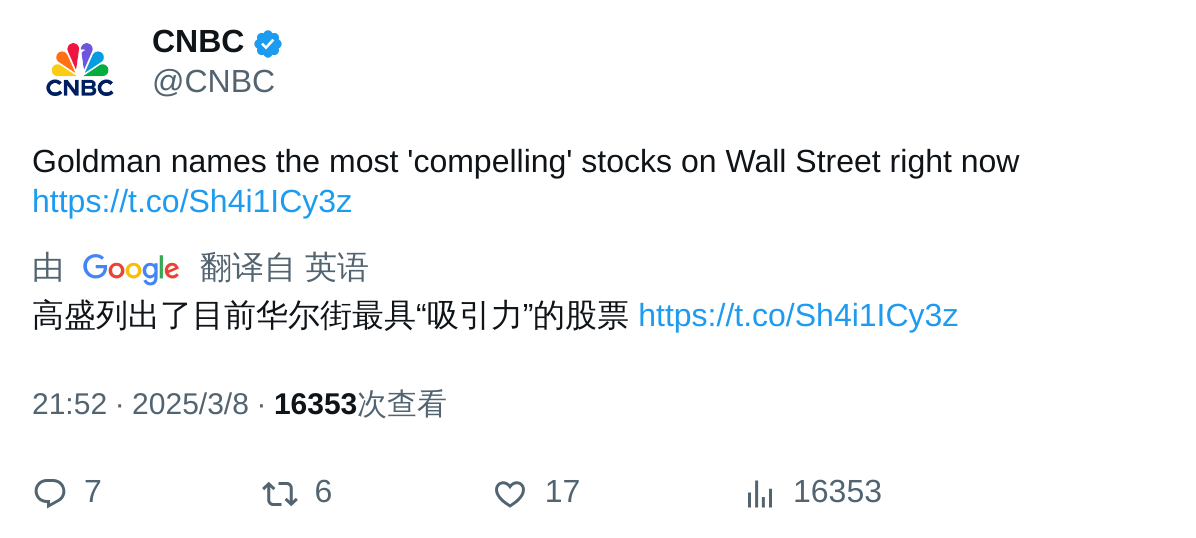 CNBC
CNBC
@CNBC
Goldman names the most 'compelling' stocks on Wall Street right now
https://t.co/Sh4i1ICy3z
由 Google 翻译自 英语
高盛列出了目前华尔街最具“吸引力”的股票 https://t.co/Sh4i1ICy3z
21:52 · 2025/3/8 · 16353次查看
7 6 17 16353